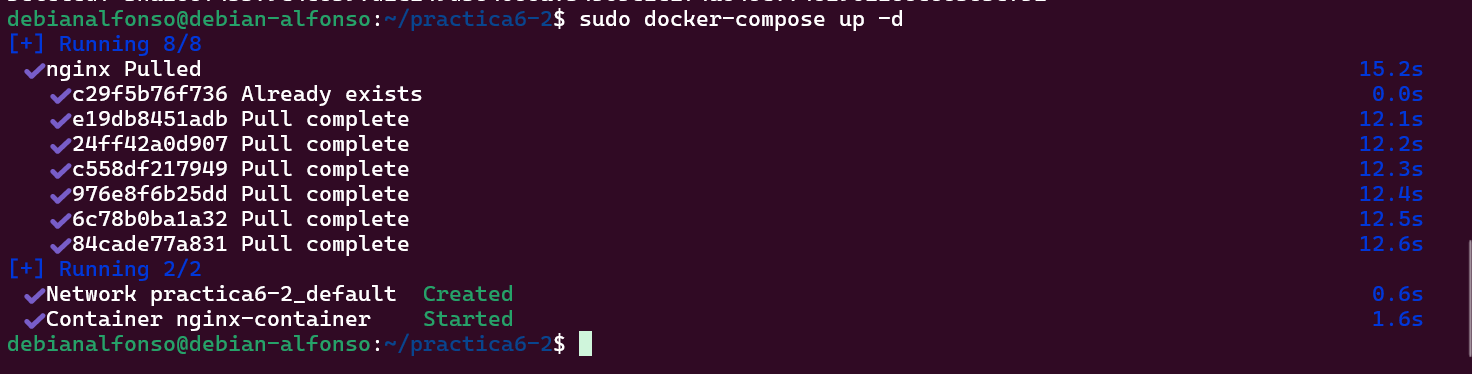 debianalfonso@debian-alfonso:~/practica6-2$ sudo docker-compose up -d
[+] Running 8/8
✔nginx Pulled 15.2s
✔c29f5b76f736 Already exists 0.0s
✔e19db8451adb Pull complete 12.1s
✔24ff42a0d907 Pull complete 12.2s
✔c558df217949 Pull complete 12.3s
✔976e8f6b25dd Pull complete 12.4s
✔6c78b0ba1a32 Pull complete 12.5s
✔84cade77a831 Pull complete 12.6s
[+] Running 2/2
✔Network practica6-2_default Created 0.6s
✔Container nginx-container Started 1.6s
debianalfonso@debian-alfonso:~/practica6-2$